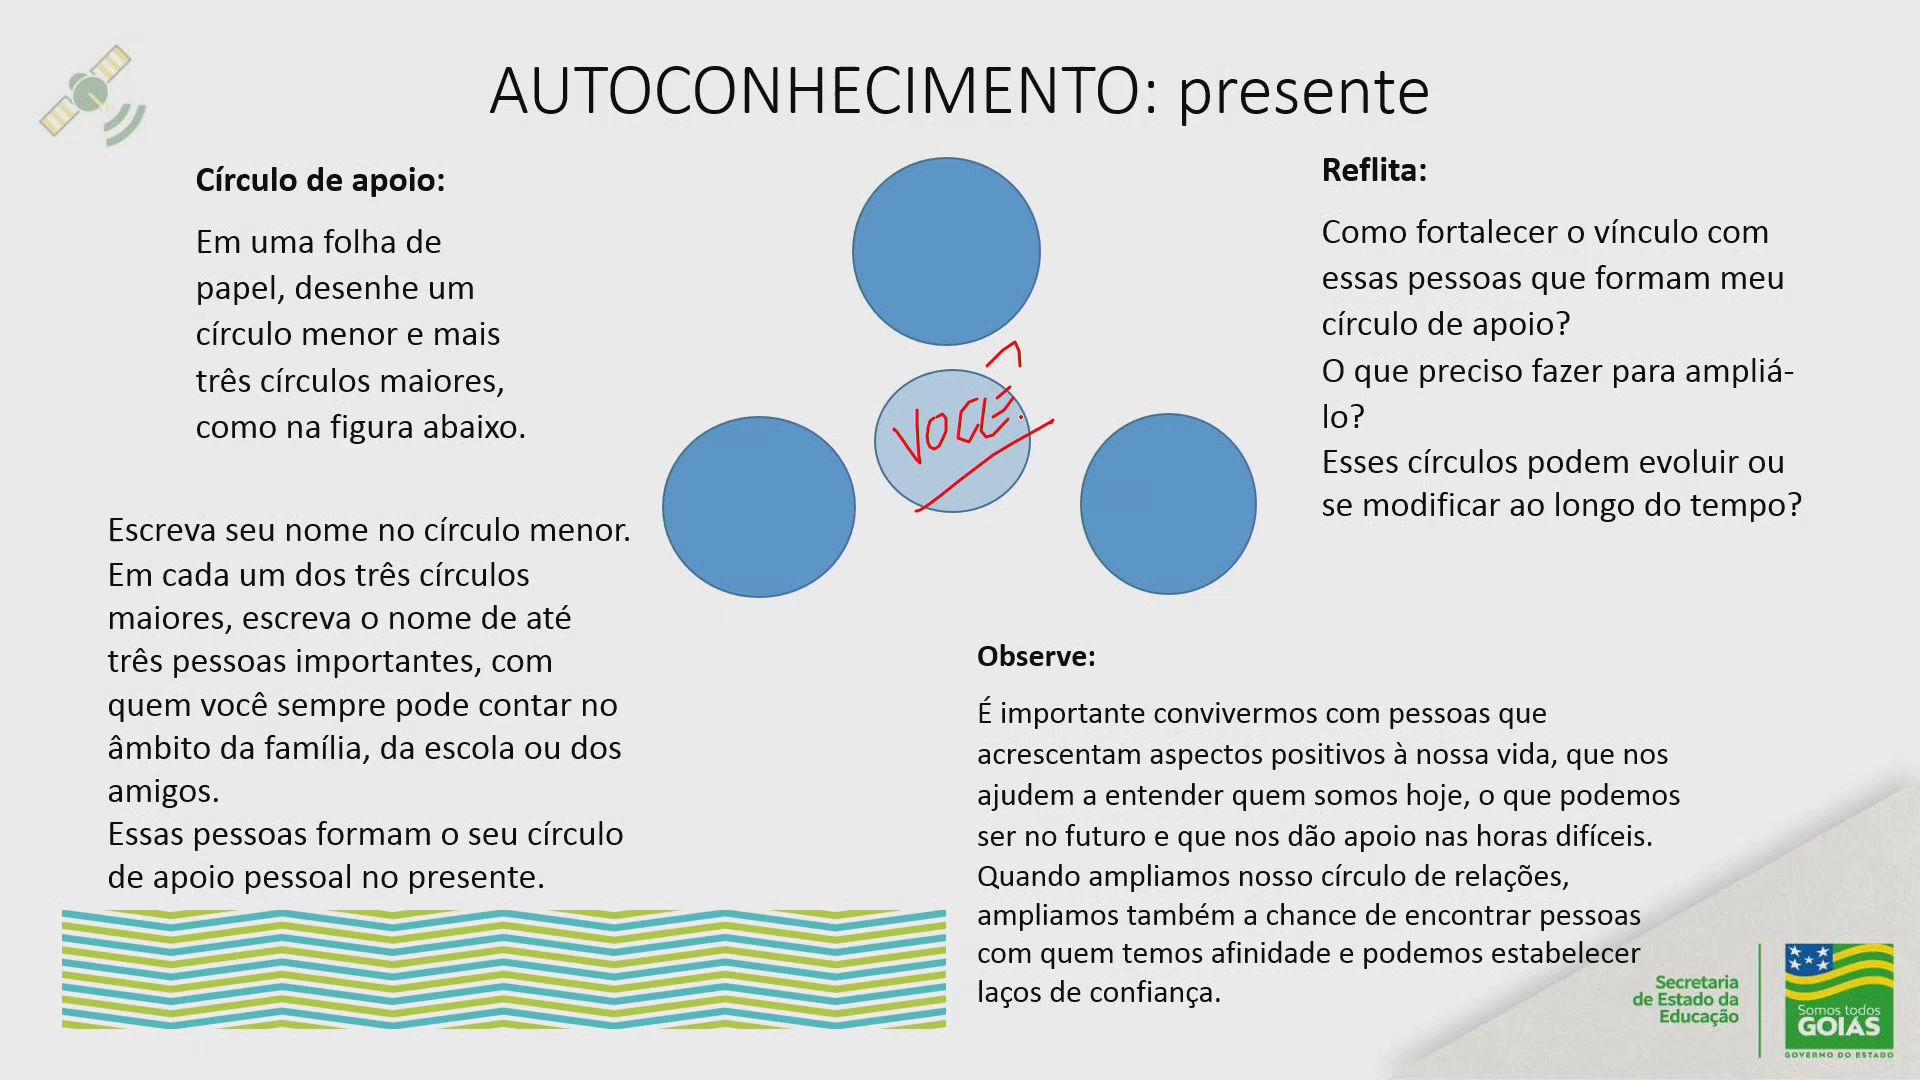 AUTOCONHECIMENTO: presente
Círculo de apoio:
Em uma folha de
papel, desenhe um
círculo menor e mais
três círculos maiores,
como na figura abaixo.
Escreva seu nome no círculo menor.
Em cada um dos três círculos
maiores, escreva o nome de até
três pessoas importantes, com
quem você sempre pode contar no
âmbito da família, da escola ou dos
amigos.
Essas pessoas formam o seu círculo
de apoio pessoal no presente.
VOCÊ
Reflita:
Como fortalecer o vínculo com
essas pessoas que formam meu
círculo de apoio?
O que preciso fazer para ampliá-
lo?
Esses círculos podem evoluir ou
se modificar ao longo do tempo?
Observe:
É importante convivermos com pessoas que
acrescentam aspectos positivos à nossa vida, que nos
ajudem a entender quem somos hoje, o que podemos
ser no futuro e que nos dão apoio nas horas difíceis.
Quando ampliamos nosso círculo de relações,
ampliamos também a chance de encontrar pessoas
com quem temos afinidade e podemos estabelecer
laços de confiança.
Secretaria
de Estado da
Educação
Somos todos
GOIÁS
GOVERNO DO ESTADO